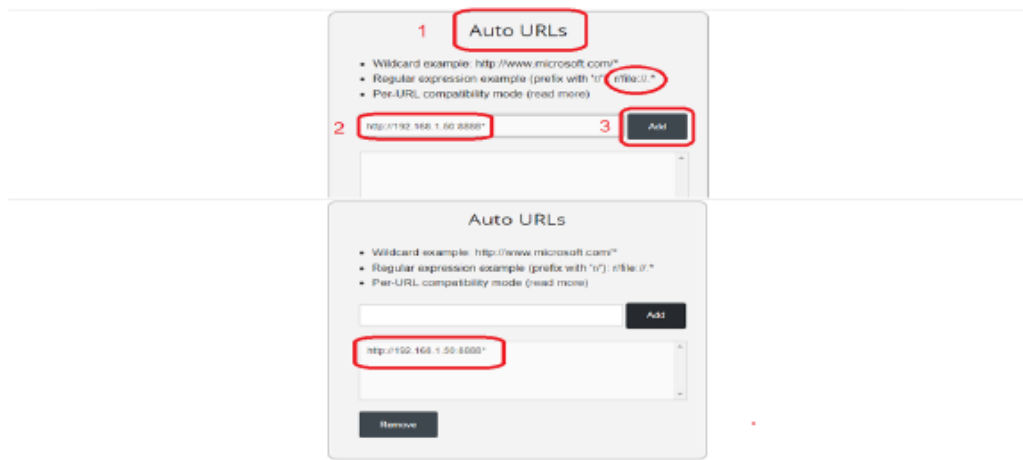 1 Auto URLs
• Wildcard example: http://www.microsoft.com/*
• Regular expression example (prefix with "r/"): r/file://.*
• Per-URL compatibility mode (read more)
2 http://192.168.1.50:8888* 3 Add
Auto URLs
• Wildcard example: http://www.microsoft.com/*
• Regular expression example (prefix with "r/"): r/file://.*
• Per-URL compatibility mode (read more)
Add
http://192.168.1.50:8888*
Remove